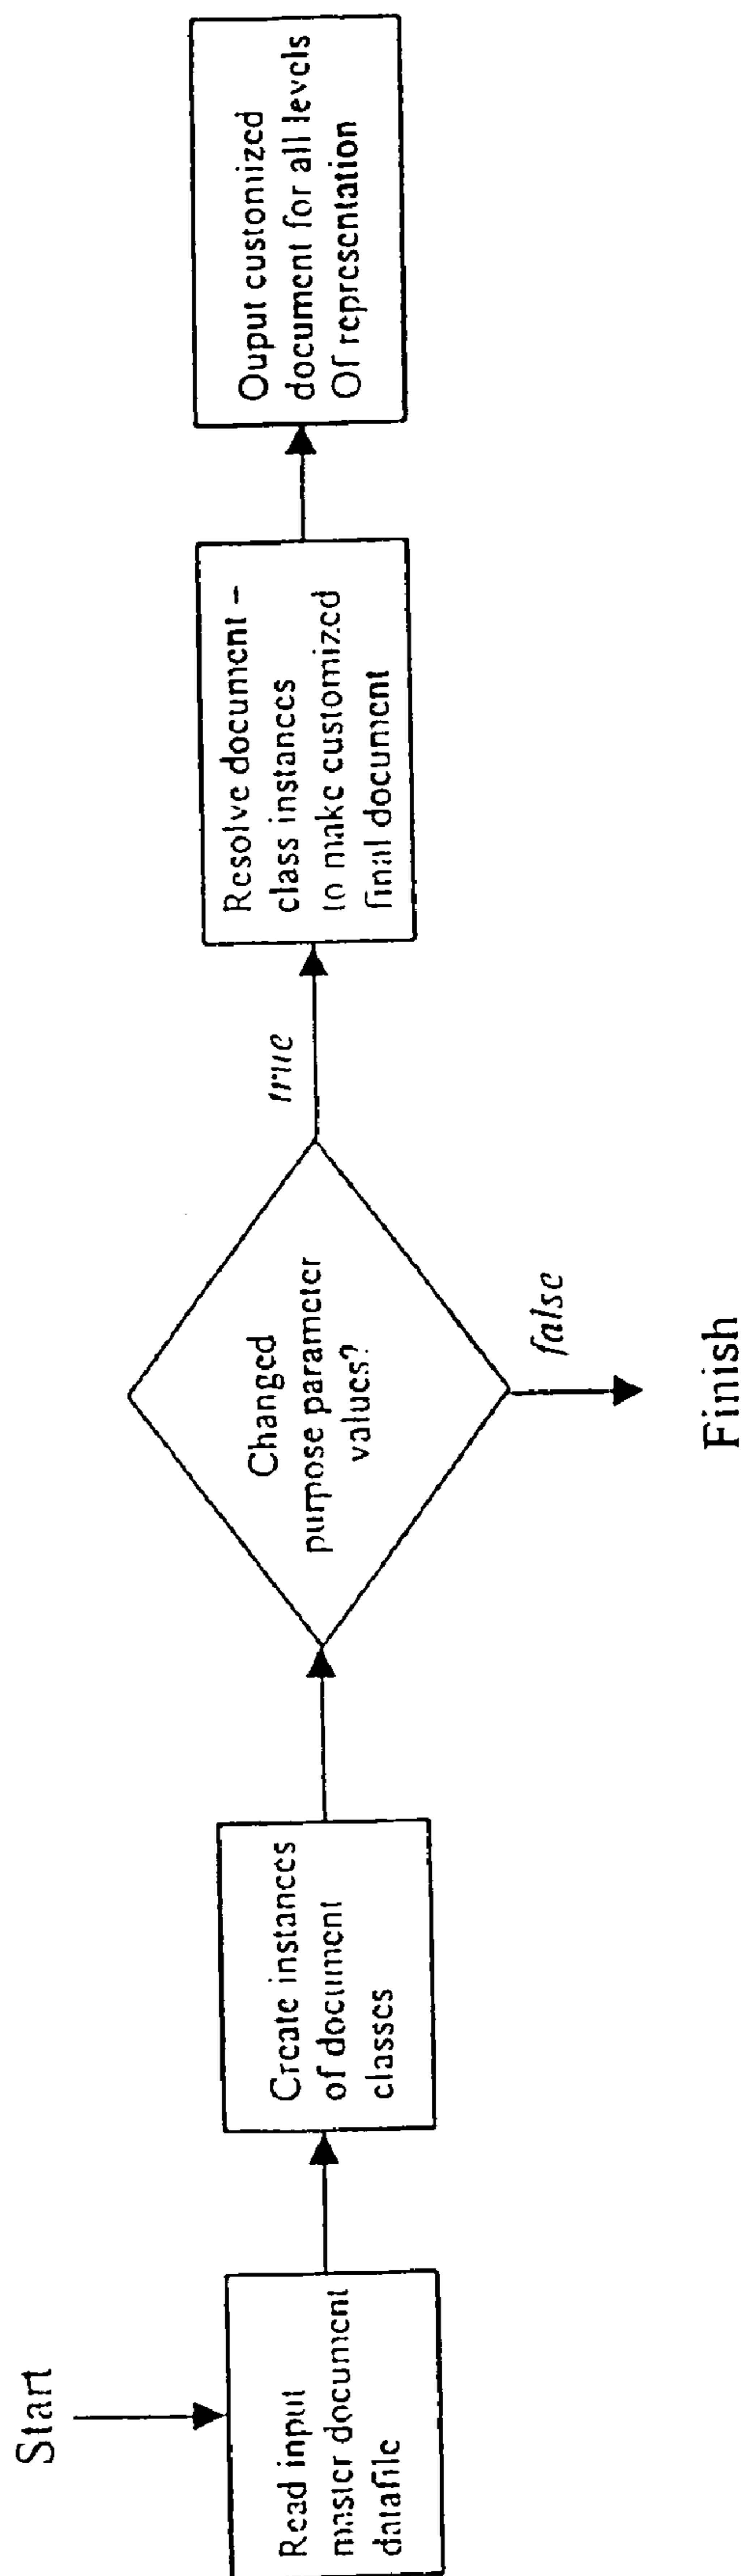 Start
Read input
master document
datafile
Create instances
of document
classes
Changed
purpose parameter
values?
true
false
Finish
Resolve document –
class instances
to make customized
final document
Ouput customized
document for all levels
Of representation